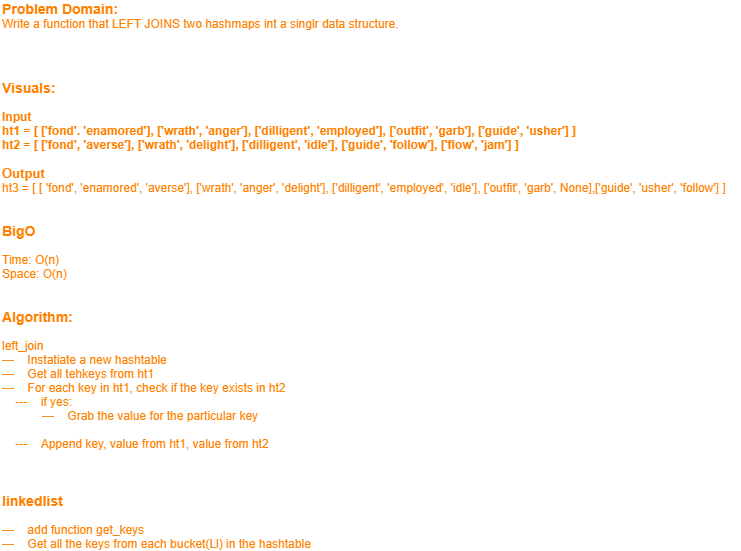 Problem Domain:
Write a function that LEFT JOINS two hashmaps int a singlr data structure.
Visuals:
Input
ht1 = [ ['fond'. 'enamored'], ['wrath', 'anger'], ['dilligent', 'employed'], ['outfit', 'garb'], ['guide', 'usher'] ]
ht2 = [ ['fond', 'averse'], ['wrath', 'delight'], ['dilligent', 'idle'], ['guide', 'follow'], ['flow', 'jam'] ]
Output
ht3 = [ [ 'fond', 'enamored', 'averse'], ['wrath', 'anger', 'delight'], ['dilligent', 'employed', 'idle'], ['outfit', 'garb', None},['guide', 'usher', 'follow'] ]
BigO
Time: O(n)
Space: O(n)
Algorithm:
left_join
--- Instatiate a new hashtable
--- Get all tehkeys from ht1
--- For each key in ht1, check if the key exists in ht2
--- if yes:
--- Grab the value for the particular key
--- Append key, value from ht1, value from ht2
linkedlist
--- add function get_keys
--- Get all the keys from each bucket(Ll) in the hashtable